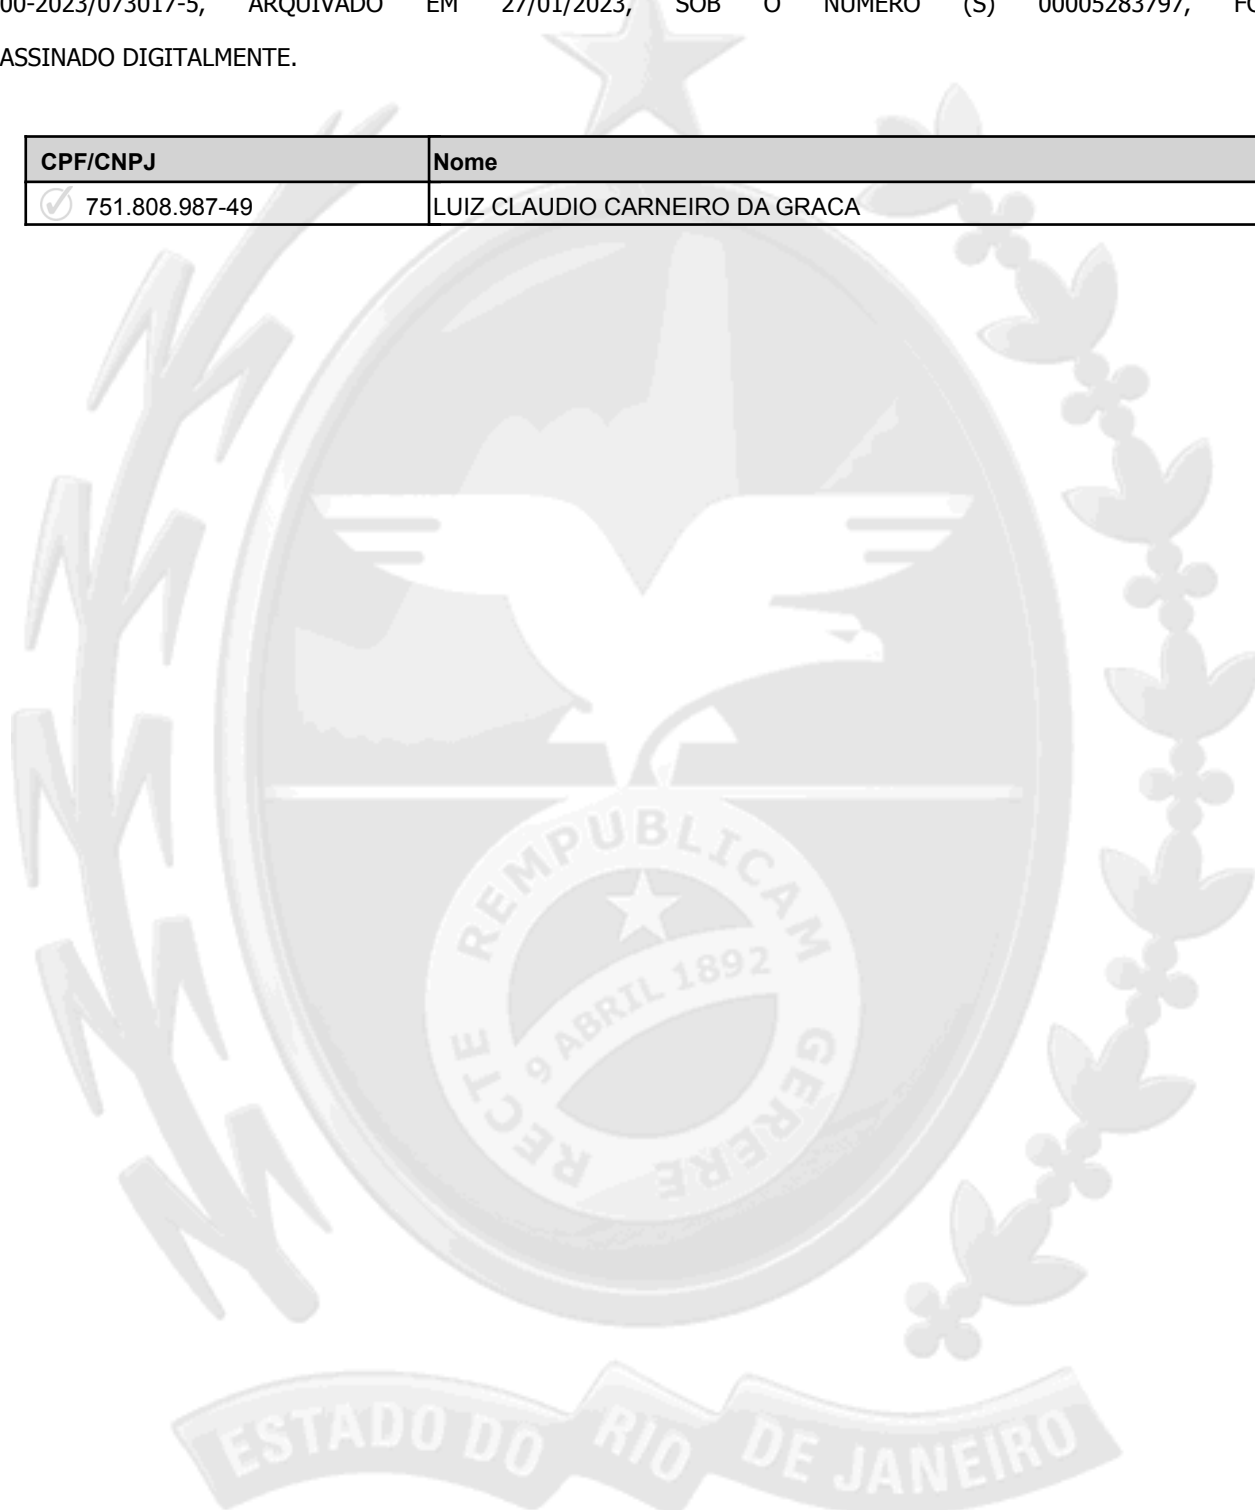 00-2023/073017-5, ARQUIVADO EM 27/01/2023, SOB O NÚMERO (S) 00005283797,
ASSINADO DIGITALMENTE.
CPF/CNPJ Nome
751.808.987-49 LUIZ CLAUDIO CARNEIRO DA GRACA
RECTE REMPUBLICAM GERERE
9 ABRIL 1892
ESTADO DO RIO DE JANEIRO